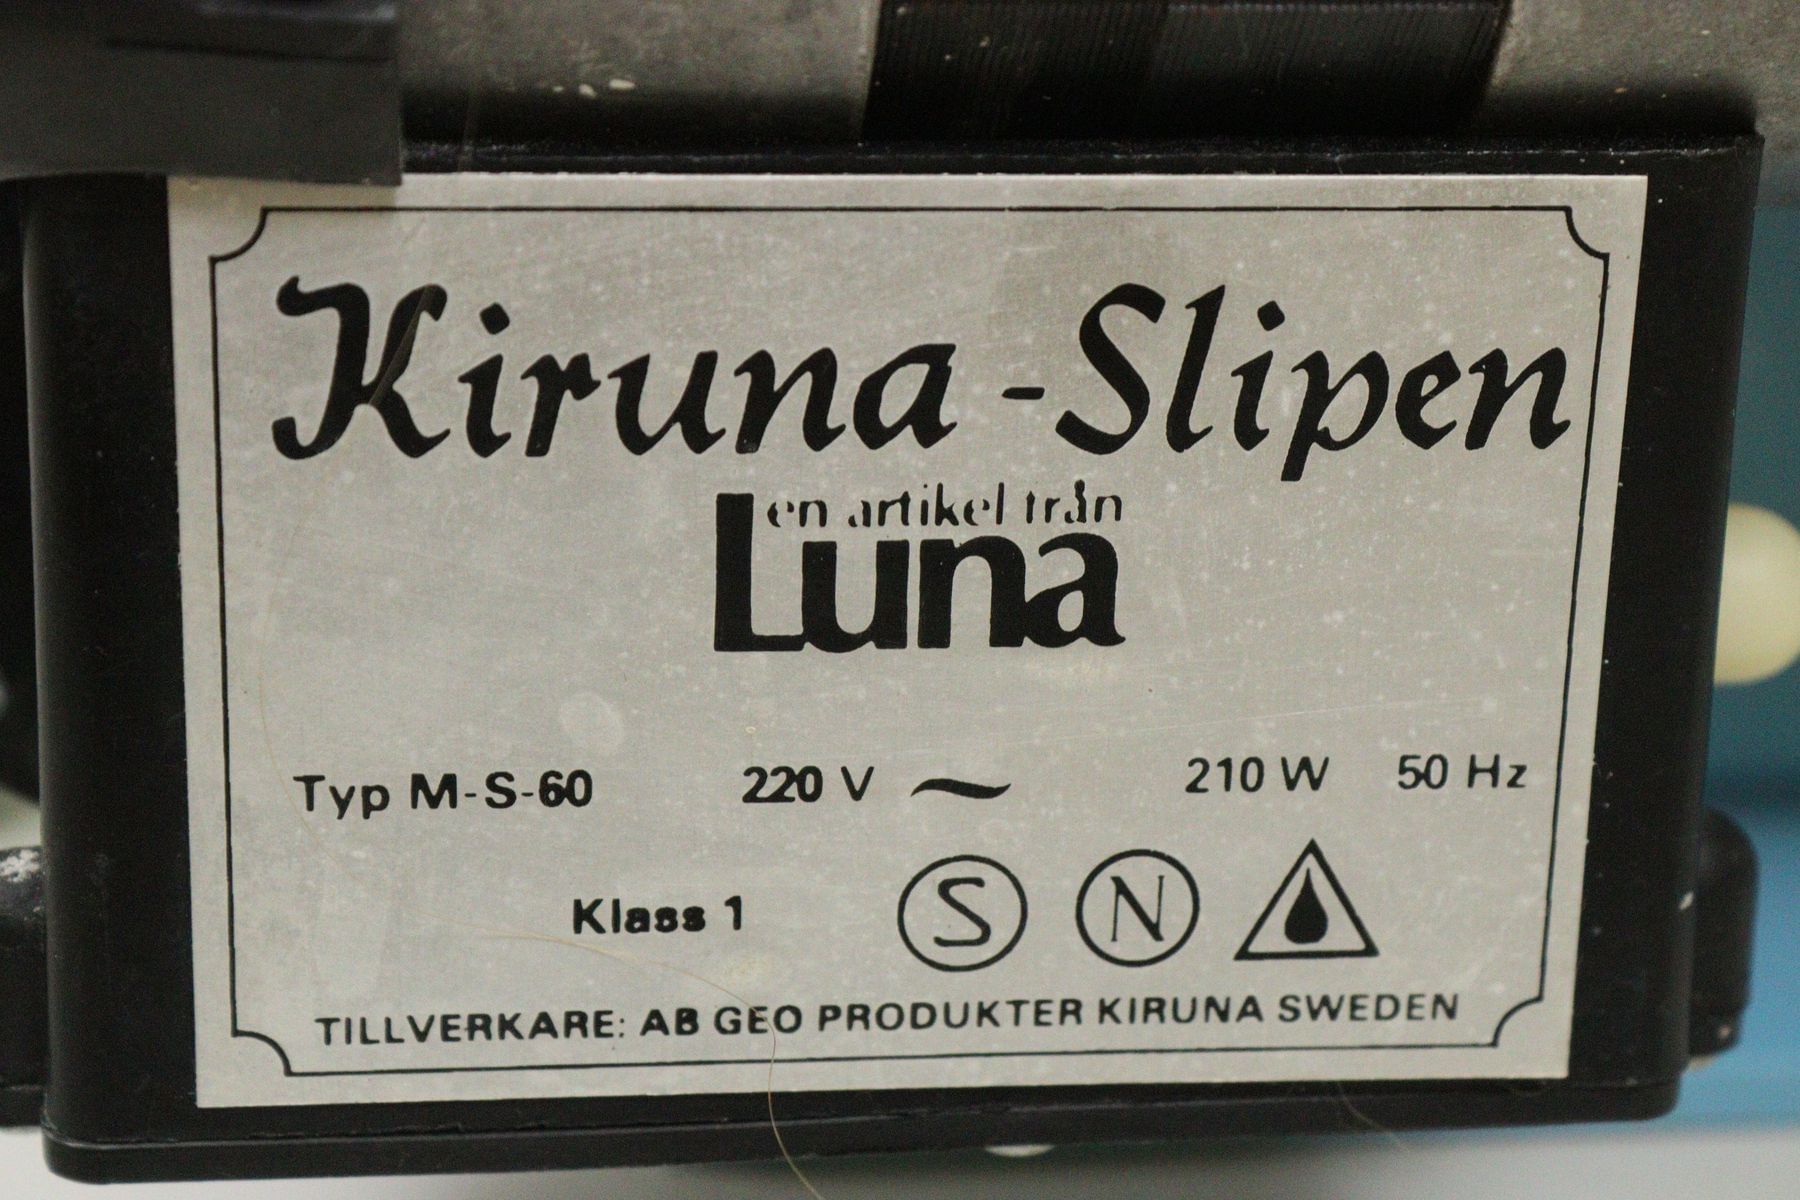 Kiruna-Slipen
en artikel från
Luna
Typ M-S-60 220 V ~ 210 W 50 Hz
Klass 1 S N
TILLVERKARE: AB GEO PRODUKTER KIRUNA SWEDEN